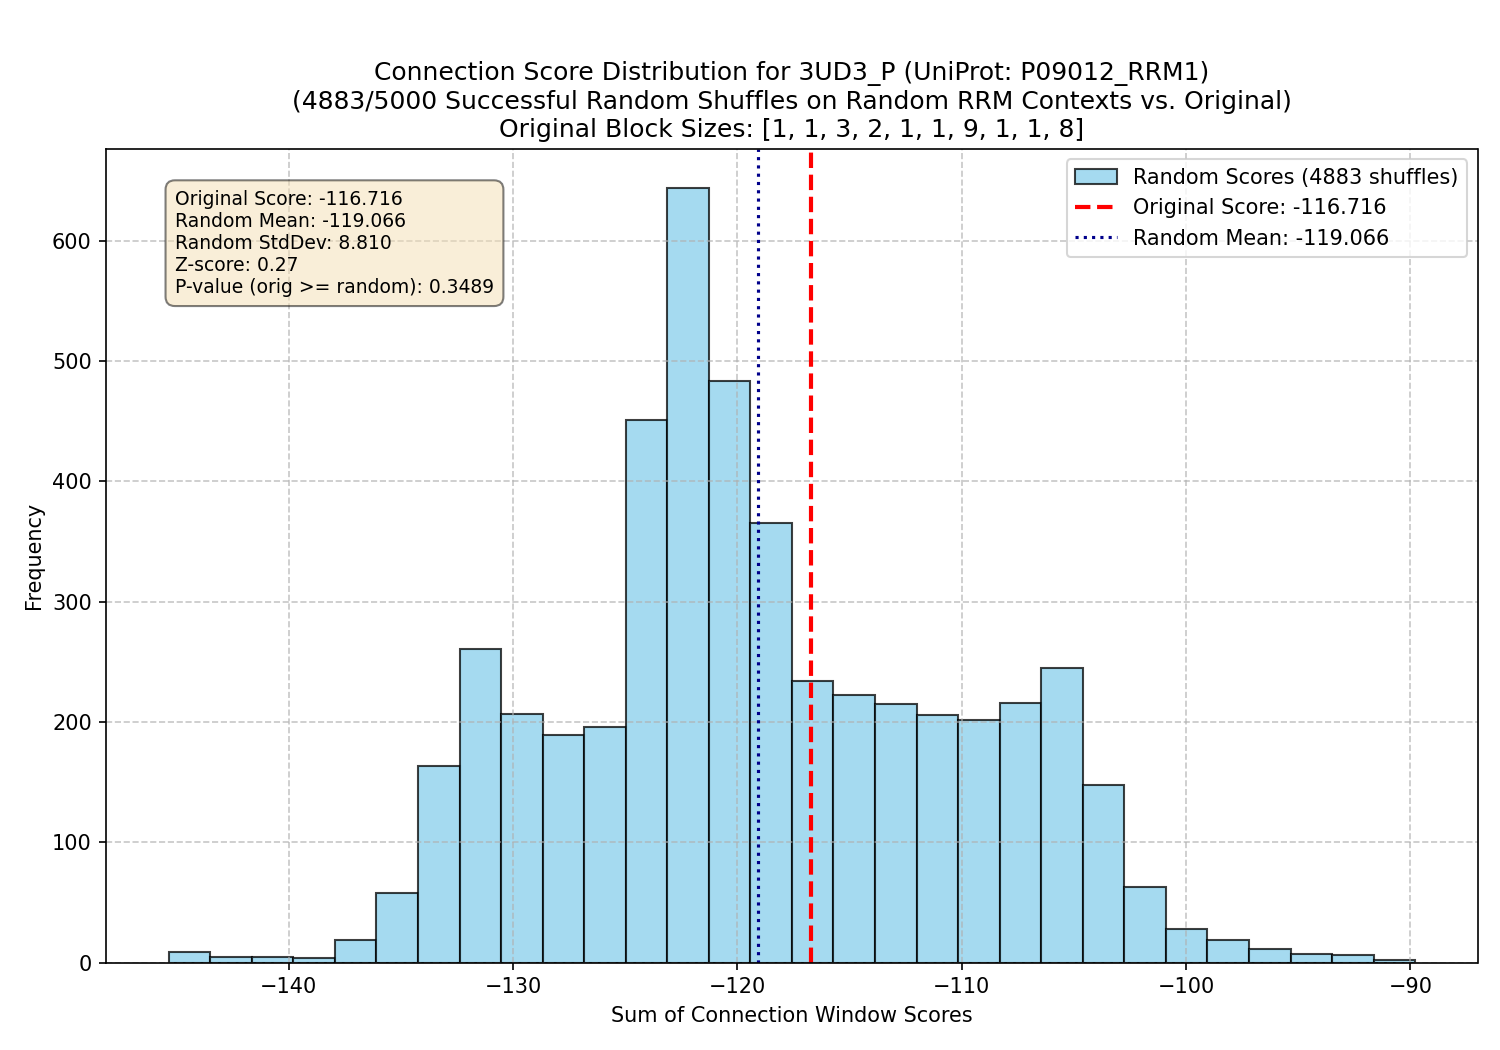 Connection Score Distribution for 3UD3_P (UniProt: P09012_RRM1)
(4883/5000 Successful Random Shuffles on Random RRM Contexts vs. Original)
Original Block Sizes: [1, 1, 3, 2, 1, 1, 9, 1, 1, 8]
Original Score: -116.716
Random Mean: -119.066
Random StdDev: 8.810
Z-score: 0.27
P-value (orig >= random): 0.3489
Random Scores (4883 shuffles)
Original Score: -116.716
Random Mean: -119.066
Frequency
600
500
400
300
200
100
0
−140
−130
−120
−110
−100
−90
Sum of Connection Window Scores